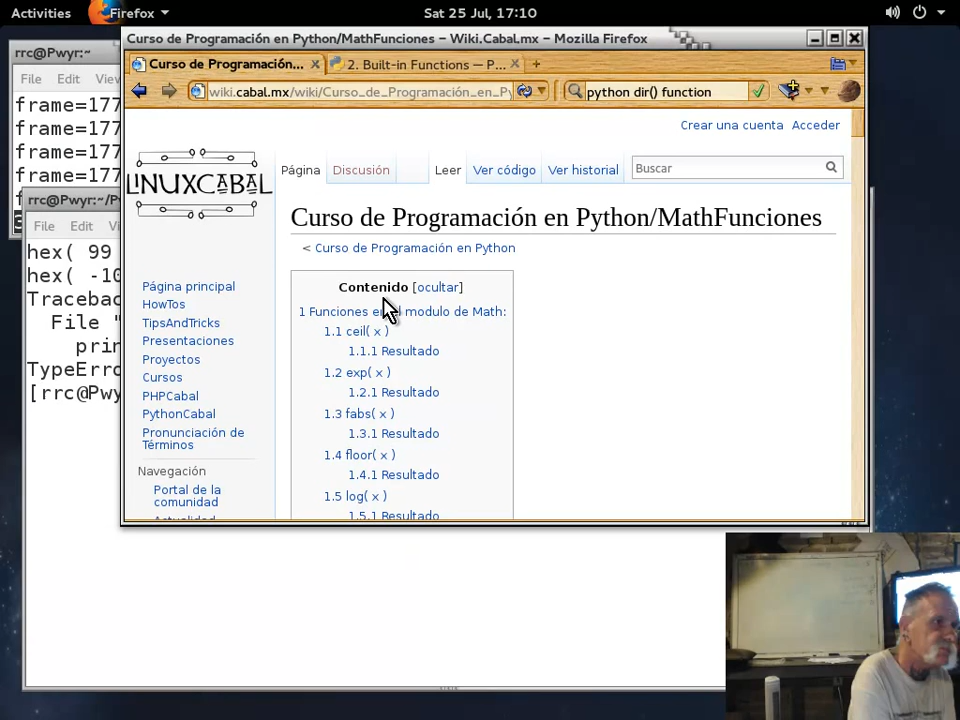 Activities Firefox Sat 25 Jul, 17:10
rrc@Pwyr:~
File Edit View
frame=177
frame=177
frame=177
frame=177
rrc@Pwyr:~/P
File Edit
hex( 99
hex( -10
Traceback
File "
prin
TypeErro
[rrc@Pwy
Curso de Programación en Python/MathFunciones - Wiki.Cabal.mx - Mozilla Firefox
Curso de Programación... 2. Built-in Functions — P...
wiki.cabal.mx/wiki/Curso_de_Programación_en_Py python dir() function
Crear una cuenta Acceder
LINUXCABAL
Página Discusión Leer Ver código Ver historial Buscar
Curso de Programación en Python/MathFunciones
< Curso de Programación en Python
Contenido [ocultar]
1 Funciones en el modulo de Math:
1.1 ceil( x )
1.1.1 Resultado
1.2 exp( x )
1.2.1 Resultado
1.3 fabs( x )
1.3.1 Resultado
1.4 floor( x )
1.4.1 Resultado
1.5 log( x )
1.5.1 Resultado
Página principal
HowTos
TipsAndTricks
Presentaciones
Proyectos
Cursos
PHPCabal
PythonCabal
Pronunciación de
Términos
Navegación
Portal de la
comunidad
Actualidad